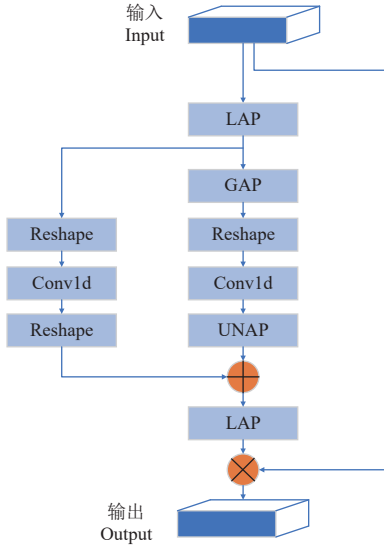 输入
Input
LAP
GAP
Reshape
Reshape
Conv1d
Conv1d
Reshape
UNAP
LAP
输出
Output